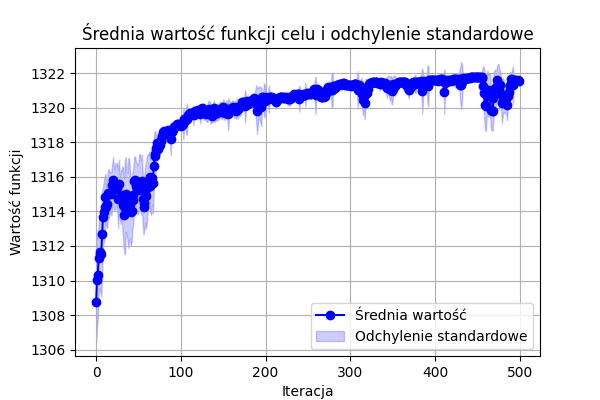 Średnia wartość funkcji celu i odchylenie standardowe
Wartość funkcji
1322
1320
1318
1316
1314
1312
1310
1308
1306
0 100 200 300 400 500
Iteracja
Średnia wartość
Odchylenie standardowe